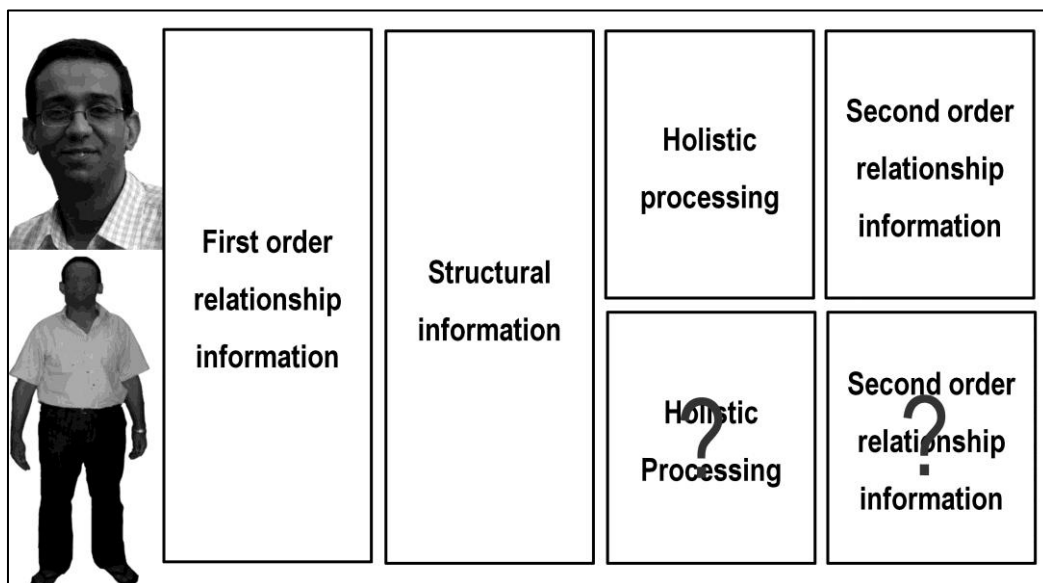 First order
relationship
information
Structural
information
Holistic
processing
Second order
relationship
information
Holistic
Processing
?
Second order
relationship
information
?